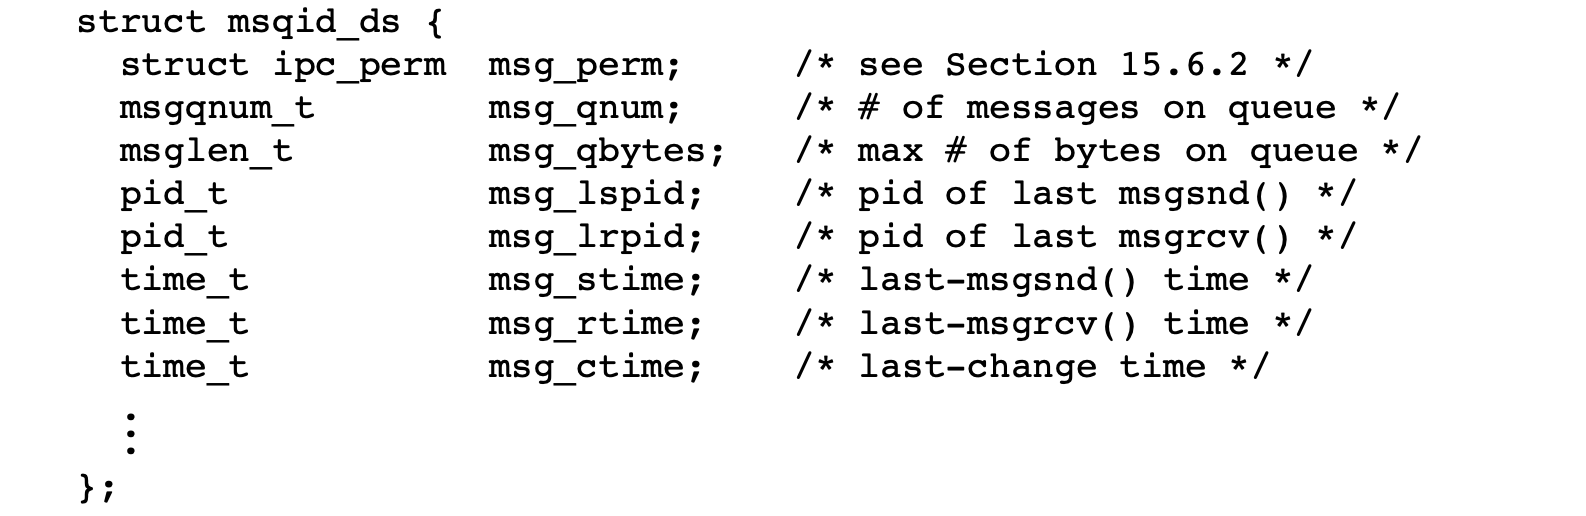 struct msqid_ds {
  struct ipc_perm  msg_perm;     /* see Section 15.6.2 */
  msgqnum_t        msg_qnum;     /* # of messages on queue */
  msglen_t         msg_qbytes;   /* max # of bytes on queue */
  pid_t            msg_lspid;    /* pid of last msgsnd() */
  pid_t            msg_lrpid;    /* pid of last msgrcv() */
  time_t           msg_stime;    /* last-msgsnd() time */
  time_t           msg_rtime;    /* last-msgrcv() time */
  time_t           msg_ctime;    /* last-change time */
  ⋮
};